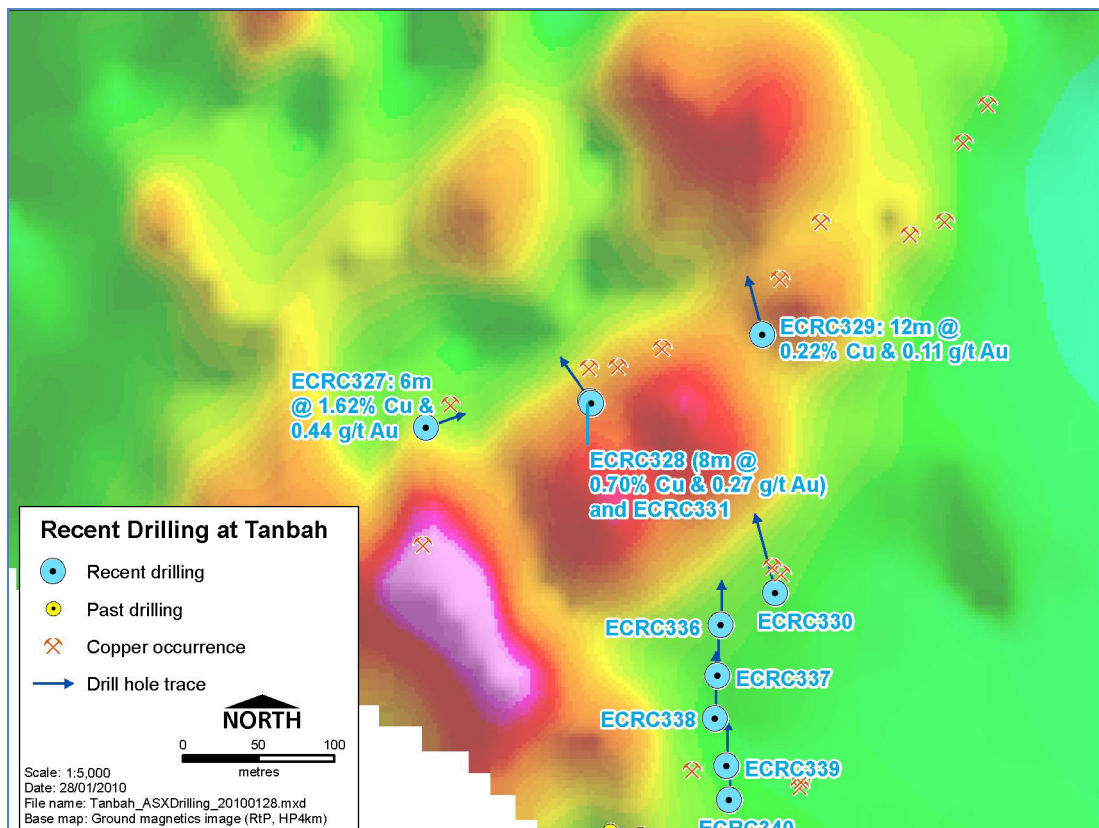 ECRC329: 12m @
0.22% Cu & 0.11 g/t Au
ECRC327: 6m
@ 1.62% Cu &
0.44 g/t Au
ECRC328 (8m @
0.70% Cu & 0.27 g/t Au)
and ECRC331
ECRC330
ECRC336
ECRC337
ECRC338
ECRC339
ECRC340
Recent Drilling at Tanbah
Recent drilling
Past drilling
Copper occurrence
Drill hole trace
NORTH
0 50 100
metres
Scale: 1:5,000
Date: 28/01/2010
File name: Tanbah_ASXDrilling_20100128.mxd
Base map: Ground magnetics image (RtP, HP4km)